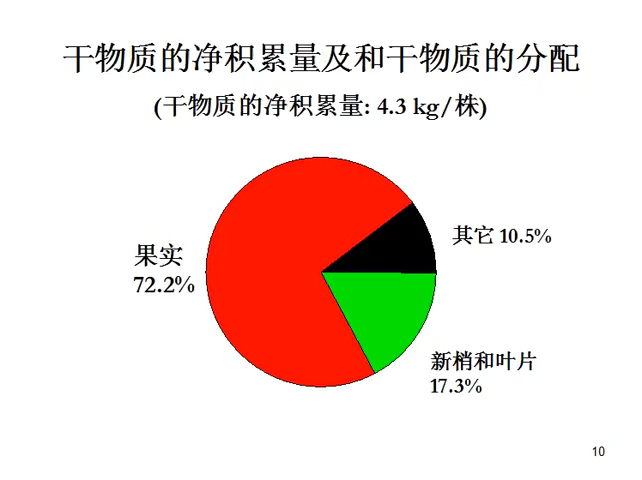 干物质的净积累量及和干物质的分配
(干物质的净积累量: 4.3 kg/株)
其它 10.5%
果实
72.2%
新梢和叶片
17.3%
10